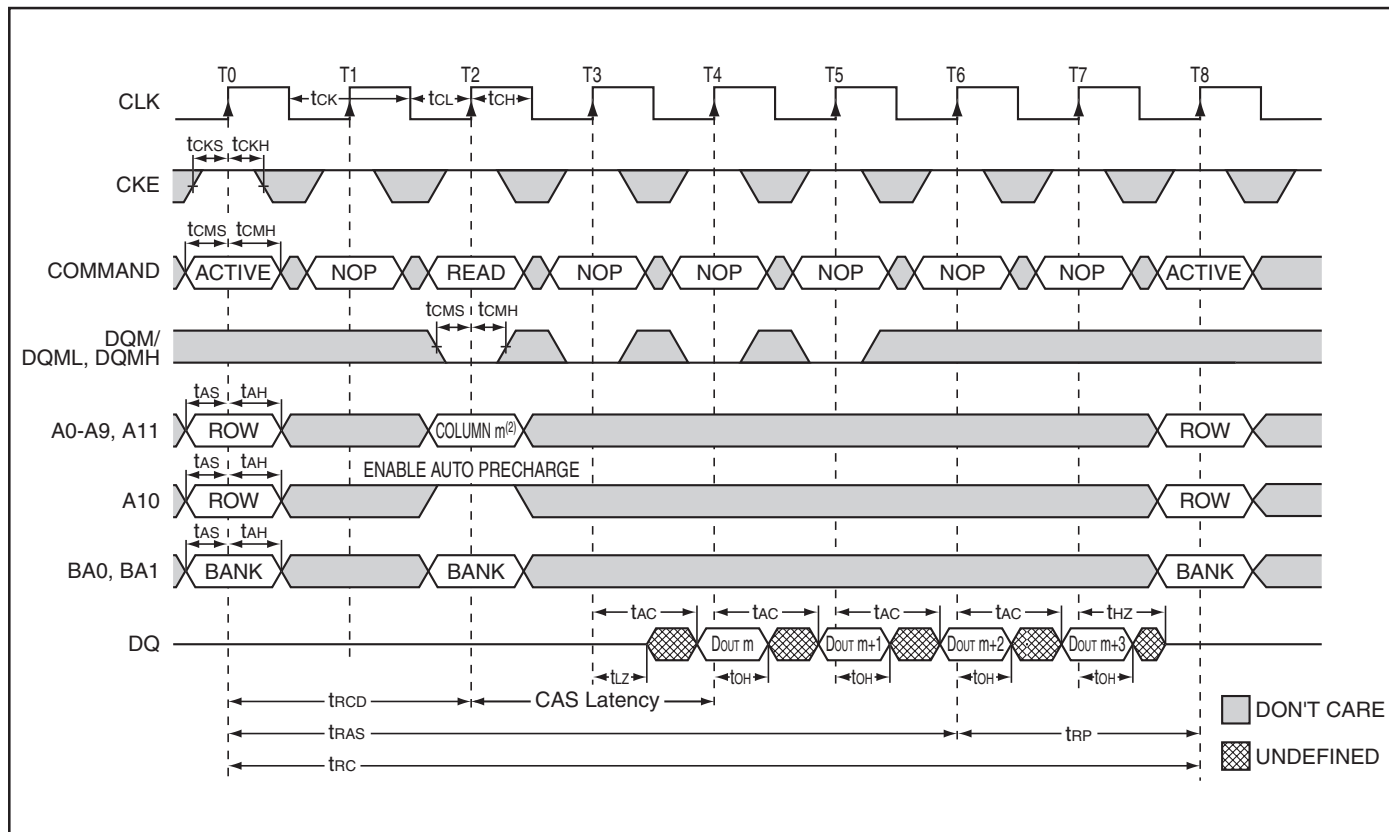 T0 T1 T2 T3 T4 T5 T6 T7 T8
CLK tCK tCL tCH
tCKS tCKH
CKE
tCMS tCMH
COMMAND ACTIVE NOP READ NOP NOP NOP NOP NOP ACTIVE
tCMS tCMH
DQM/
DQML, DQMH
tAS tAH
A0-A9, A11 ROW COLUMN m(2) ROW
tAS tAH ENABLE AUTO PRECHARGE
A10 ROW ROW
tAS tAH
BA0, BA1 BANK BANK BANK
tAC tAC tAC tAC tHZ
DQ DOUT m DOUT m+1 DOUT m+2 DOUT m+3
tLZ tOH tOH tOH tOH
tRCD CAS Latency
DON'T CARE
tRAS tRP
UNDEFINED
tRC